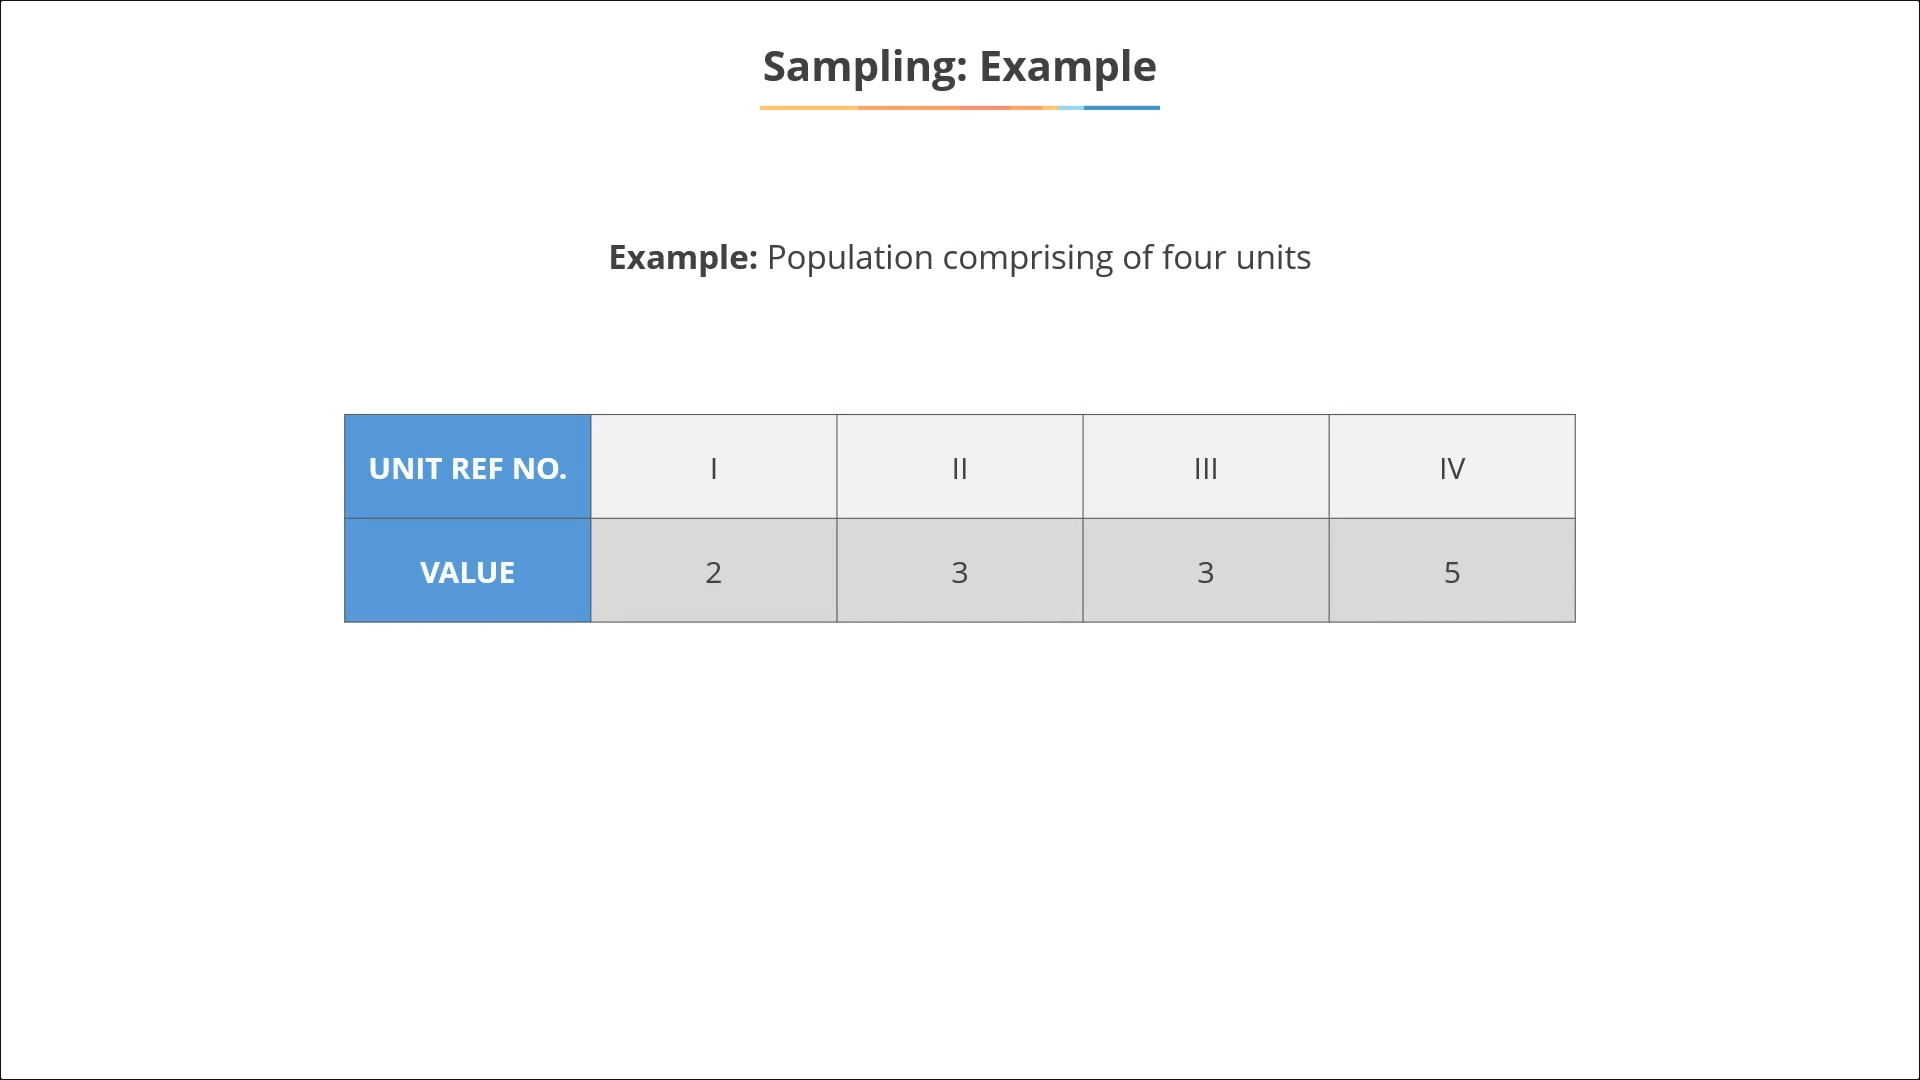 Sampling: Example
Example: Population comprising of four units
UNIT REF NO. I II III IV
VALUE 2 3 3 5